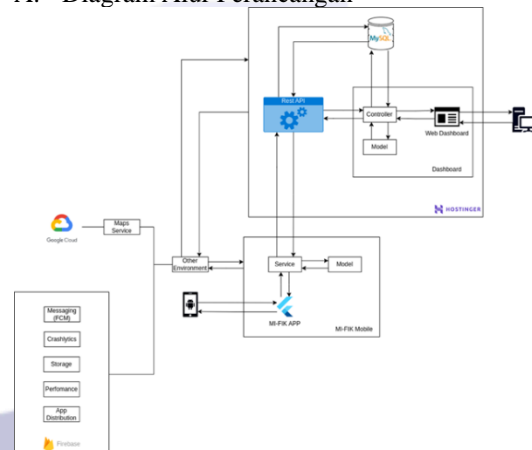 A. Diagram Alur Perancangan
MySQL
Rest API
Controller
Web Dashboard
Model
Dashboard
HOSTINGER
Maps
Service
Google Cloud
Other
Environment
Service
Model
MI-FIK APP
MI-FIK Mobile
Messaging
(FCM)
Crashlytics
Storage
Perfomance
App
Distribution
Firebase